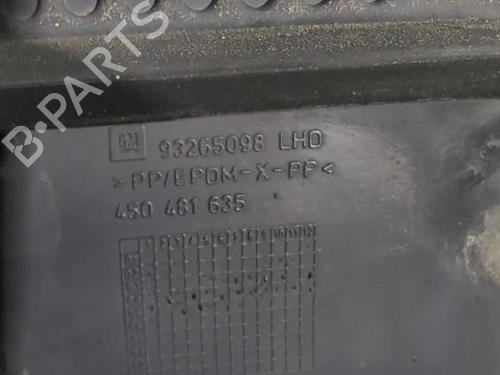 B-PARTS
GM 93265098 LHD
>PP/EPDM-X-PP<
450 461 635